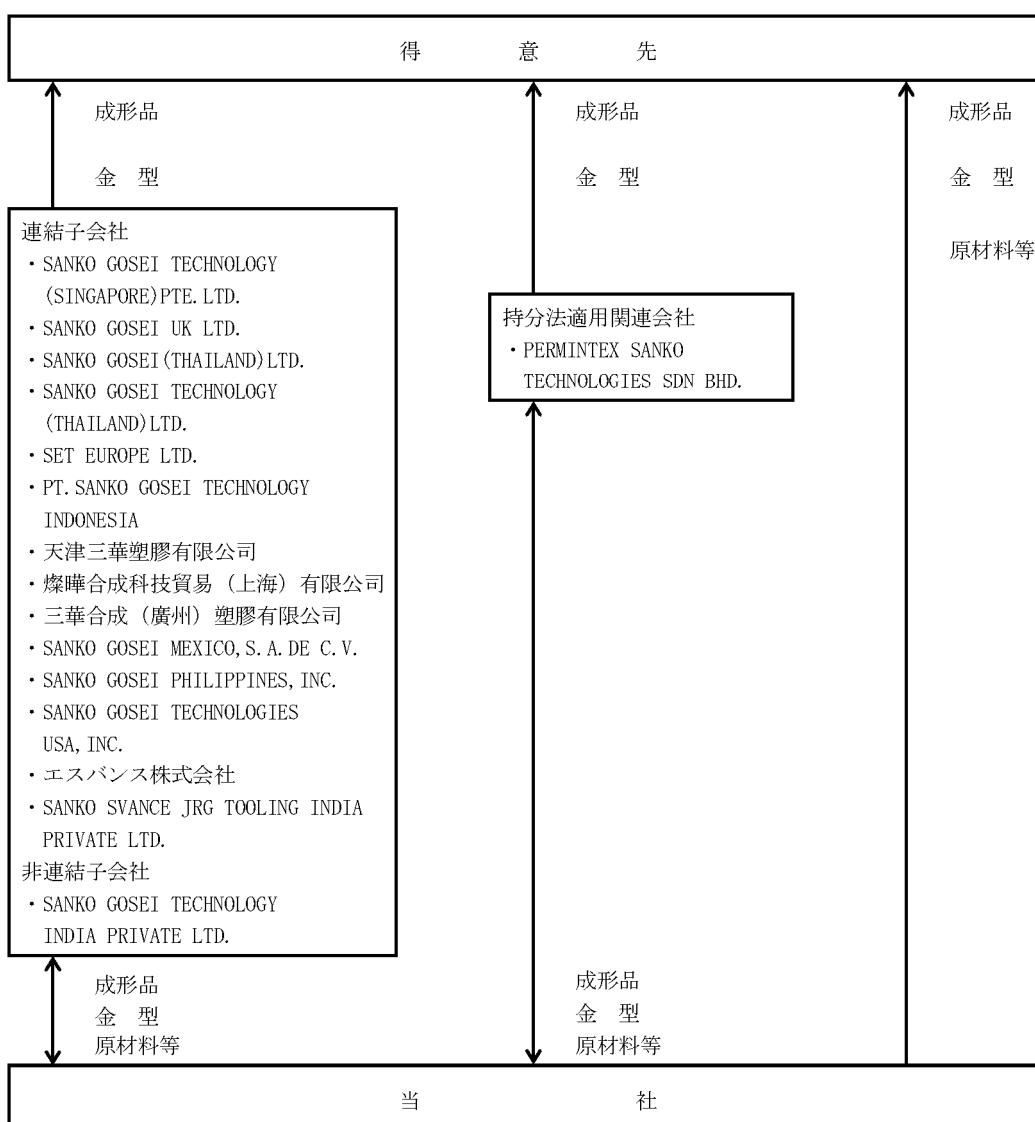 得　意　先
成形品
金　型
成形品
金　型
成形品
金　型
原材料等
連結子会社
・SANKO GOSEI TECHNOLOGY
(SINGAPORE)PTE.LTD.
・SANKO GOSEI UK LTD.
・SANKO GOSEI(THAILAND)LTD.
・SANKO GOSEI TECHNOLOGY
(THAILAND)LTD.
・SET EUROPE LTD.
・PT.SANKO GOSEI TECHNOLOGY
INDONESIA
・天津三華塑膠有限公司
・燦曄合成科技貿易（上海）有限公司
・三華合成（廣州）塑膠有限公司
・SANKO GOSEI MEXICO,S.A.DE C.V.
・SANKO GOSEI PHILIPPINES,INC.
・SANKO GOSEI TECHNOLOGIES
USA,INC.
・エスバンス株式会社
・SANKO SVANCE JRG TOOLING INDIA
PRIVATE LTD.
非連結子会社
・SANKO GOSEI TECHNOLOGY
INDIA PRIVATE LTD.
持分法適用関連会社
・PERMINTEX SANKO
TECHNOLOGIES SDN BHD.
成形品
金　型
原材料等
成形品
金　型
原材料等
当　社